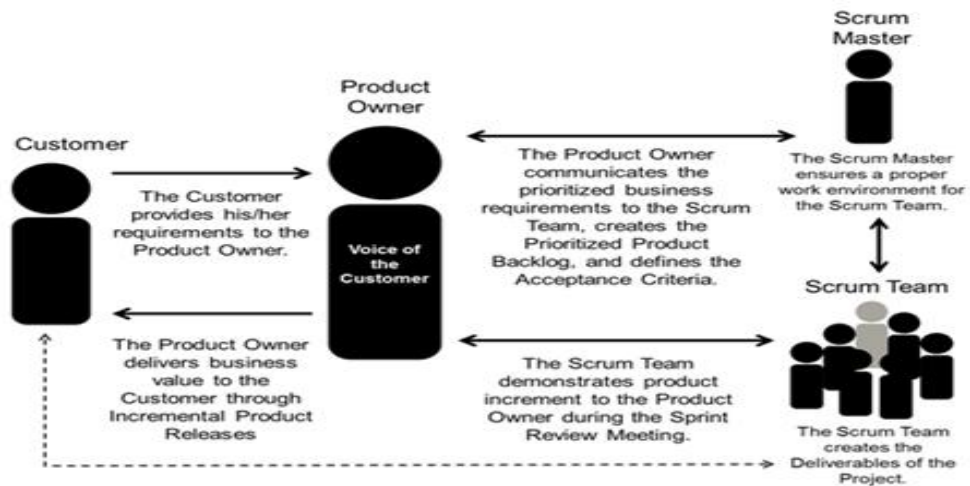 Customer
The Customer
provides his/her
requirements to the
Product Owner.
The Product Owner
delivers business
value to the
Customer through
Incremental Product
Releases
Product
Owner
Voice of
the
Customer
The Product Owner
communicates the
prioritized business
requirements to the Scrum
Team, creates the
Prioritized Product
Backlog, and defines the
Acceptance Criteria.
The Scrum Team
demonstrates product
increment to the Product
Owner during the Sprint
Review Meeting.
Scrum
Master
The Scrum Master
ensures a proper
work environment for
the Scrum Team.
Scrum Team
The Scrum Team
creates the
Deliverables of the
Project.